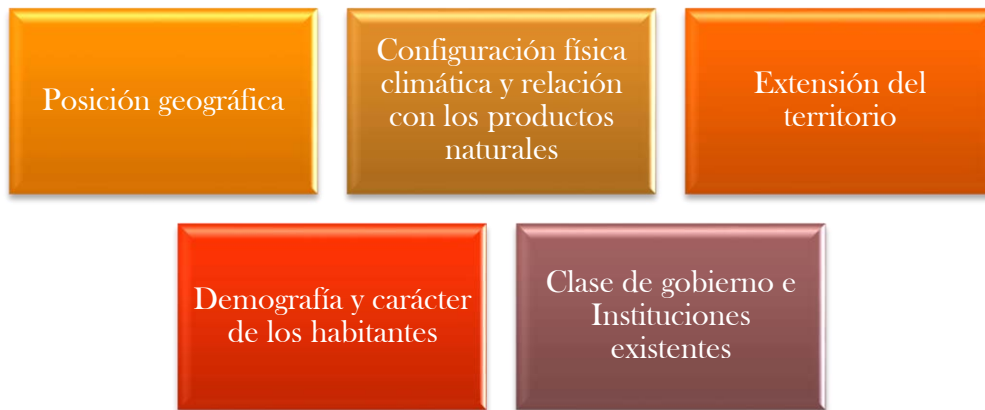 Posición geográfica
Configuración física
climática y relación
con los productos
naturales
Extensión del
territorio
Demografía y carácter
de los habitantes
Clase de gobierno e
Instituciones
existentes